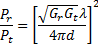 P_r/P_t = [√(G_r G_t) λ / 4πd]²